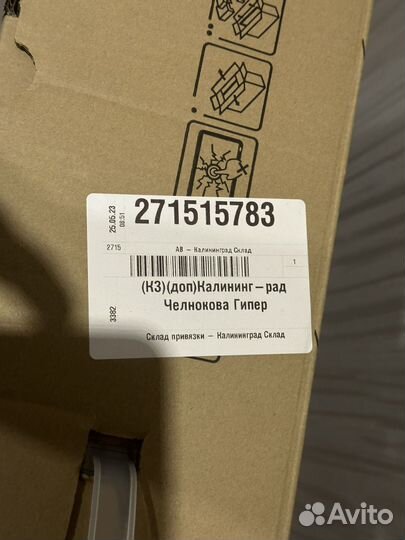 25.05.23
08:51
271515783
2715
АВ – Калининград Склад
1
(КЗ)(доп)Калининг–рад
Челнокова Гипер
3382
Склад привязки – Калининград Склад
Avito